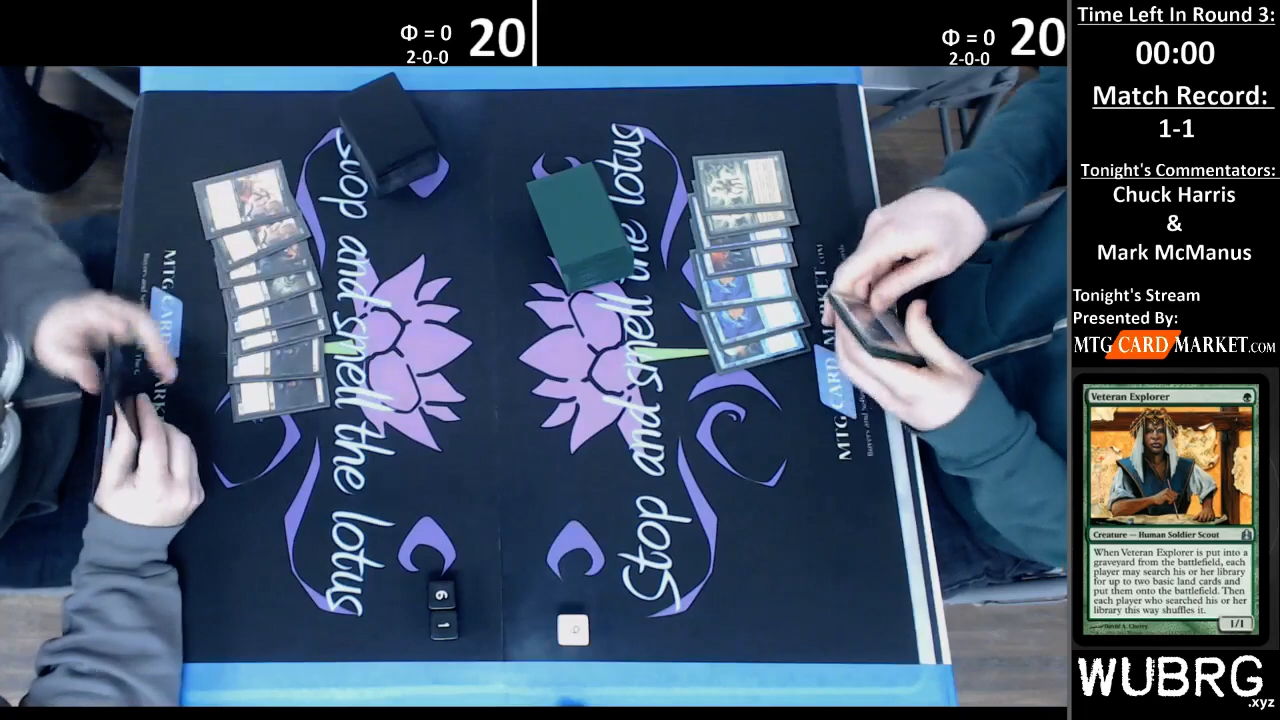 Φ = 0
2-0-0
20
Φ = 0
2-0-0
20
Time Left In Round 3:
00:00
Match Record:
1-1
Tonight's Commentators:
Chuck Harris
&
Mark McManus
Tonight's Stream
Presented By:
MTG CARD MARKET.COM
Veteran Explorer
Creature — Human Soldier Scout
When Veteran Explorer is put into a
graveyard from the battlefield, each
player may search his or her library
for up to two basic land cards and
put them onto the battlefield. Then
each player who searched his or her
library this way shuffles it.
1/1
WUBRG
.xyz
Stop and smell the lotus
Stop and smell the lotus
6
1